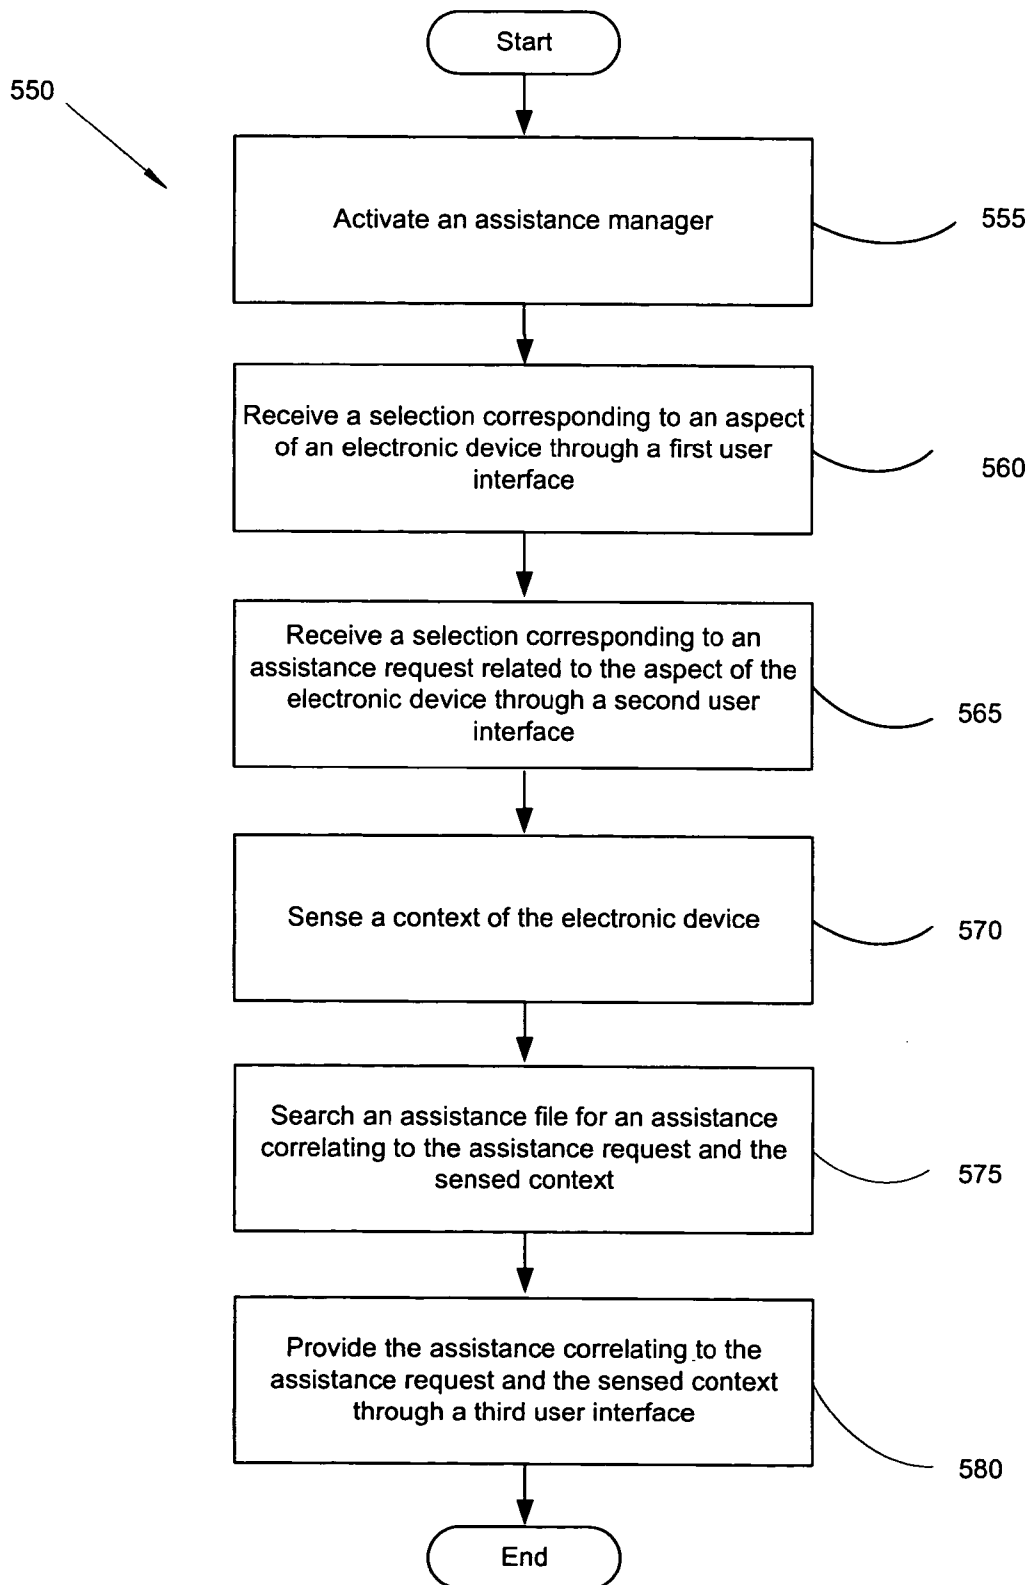 Start
550
Activate an assistance manager
555
Receive a selection corresponding to an aspect
of an electronic device through a first user
interface
560
Receive a selection corresponding to an
assistance request related to the aspect of the
electronic device through a second user
interface
565
Sense a context of the electronic device
570
Search an assistance file for an assistance
correlating to the assistance request and the
sensed context
575
Provide the assistance correlating to the
assistance request and the sensed context
through a third user interface
580
End